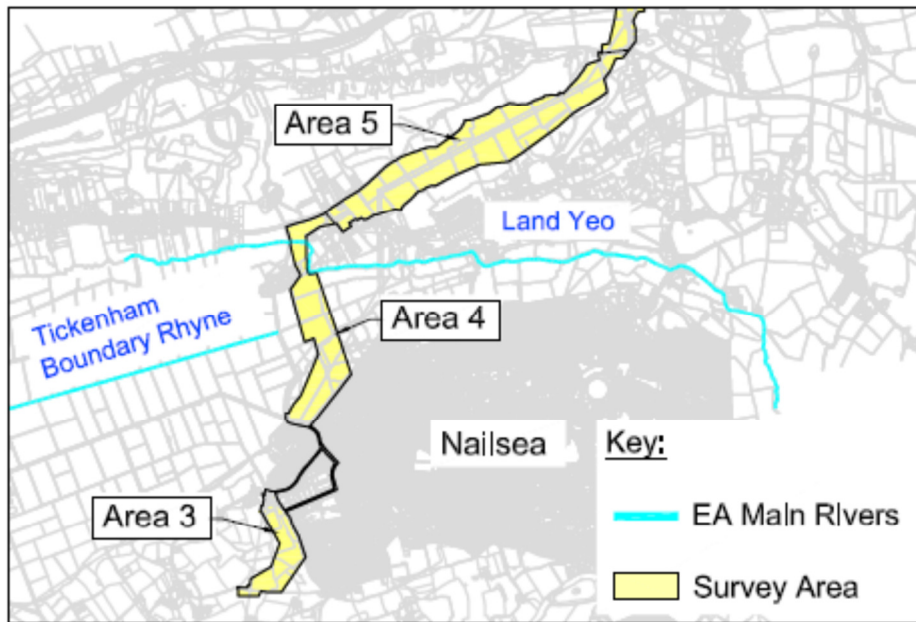 Area 5
Land Yeo
Tickenham
Boundary Rhyne
Area 4
Nailsea
Key:
Area 3
EA Main Rivers
Survey Area